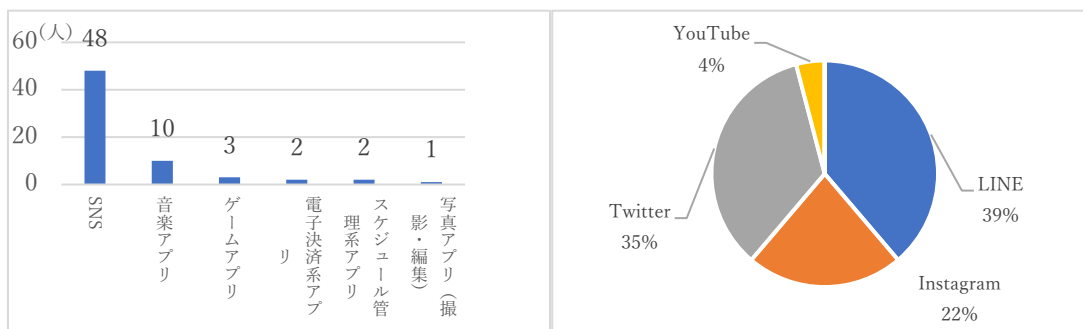 60
(人)
48
40
20
10
3
2
2
1
0
SNS
音楽アプリ
ゲームアプリ
電子決済系アプ
リ
スケジュール管
理系アプリ
写真アプリ（撮
影・編集）
YouTube
4%
LINE
39%
Twitter
35%
Instagram
22%